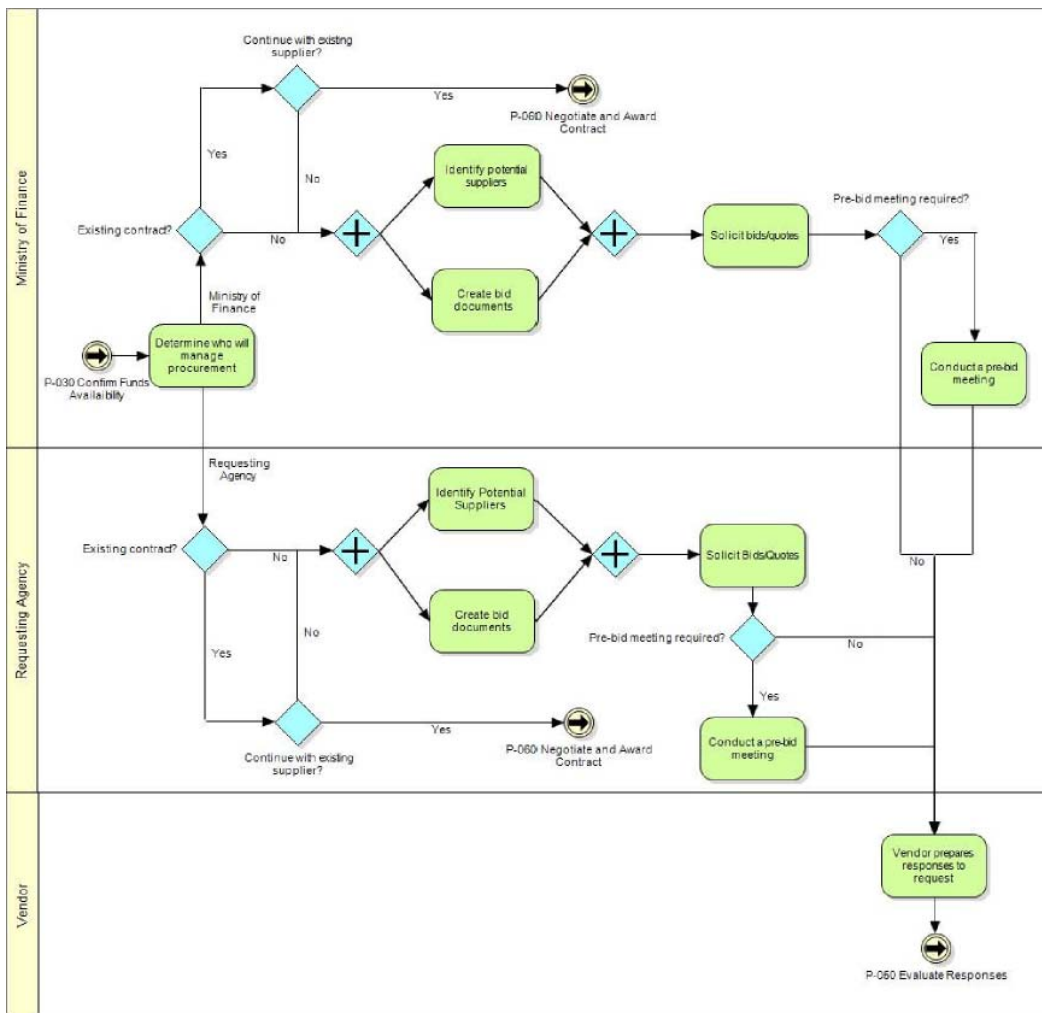 Ministry of Finance
Continue with existing
supplier?
Yes
P-060 Negotiate and Award
Contract
Yes
No
Identify potential
suppliers
Pre-bid meeting required?
Existing contract?
No
Solicit bids/quotes
Yes
Create bid
documents
Ministry of
Finance
Determine who will
manage
procurement
P-030 Confirm Funds
Availaibility
Conduct a pre-bid
meeting
Requesting Agency
Requesting
Agency
Identify Potential
Suppliers
Existing contract?
No
Solicit Bids/Quotes
No
Create bid
documents
No
Pre-bid meeting required?
No
Yes
Yes
Yes
P-060 Negotiate and Award
Contract
Conduct a pre-bid
meeting
Continue with existing
supplier?
Vendor
Vendor prepares
responses to
request
P-050 Evaluate Responses